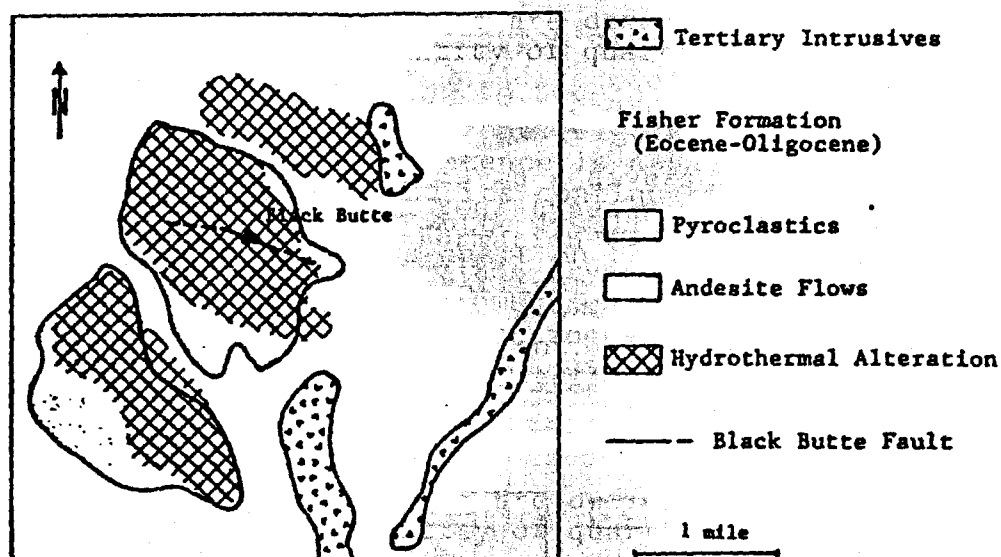 N
Black Butte
Tertiary Intrusives
Fisher Formation
(Eocene-Oligocene)
Pyroclastics
Andesite Flows
Hydrothermal Alteration
Black Butte Fault
1 mile